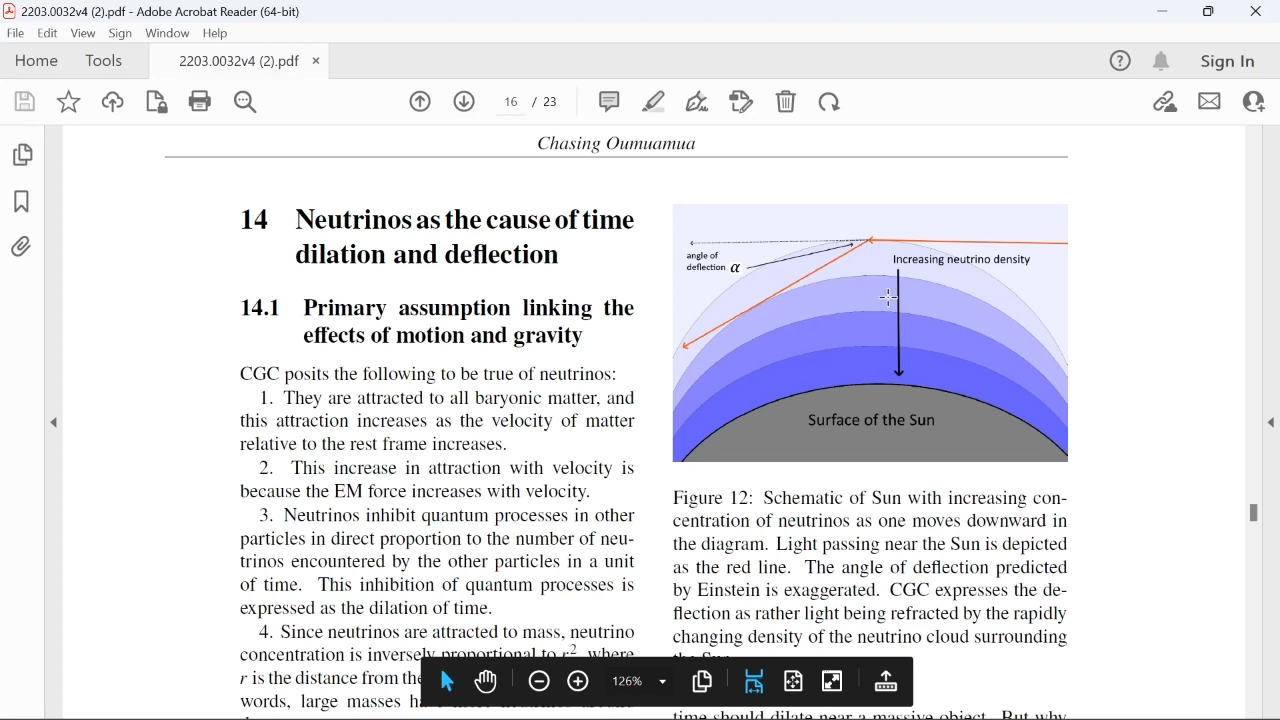 2203.0032v4 (2).pdf - Adobe Acrobat Reader (64-bit)
File Edit View Sign Window Help
Home Tools 2203.0032v4 (2).pdf × Sign In
16 / 23
Chasing Oumuamua
14 Neutrinos as the cause of time
dilation and deflection
14.1 Primary assumption linking the
effects of motion and gravity
CGC posits the following to be true of neutrinos:
1. They are attracted to all baryonic matter, and
this attraction increases as the velocity of matter
relative to the rest frame increases.
2. This increase in attraction with velocity is
because the EM force increases with velocity.
3. Neutrinos inhibit quantum processes in other
particles in direct proportion to the number of neu-
trinos encountered by the other particles in a unit
of time. This inhibition of quantum processes is
expressed as the dilation of time.
4. Since neutrinos are attracted to mass, neutrino
concentration is inversely proportional to r², where
r is the distance from the
words, large masses
angle of
deflection α
Increasing neutrino density
Surface of the Sun
Figure 12: Schematic of Sun with increasing con-
centration of neutrinos as one moves downward in
the diagram. Light passing near the Sun is depicted
as the red line. The angle of deflection predicted
by Einstein is exaggerated. CGC expresses the de-
flection as rather light being refracted by the rapidly
changing density of the neutrino cloud surrounding
the Sun.
time should dilate near a massive object. But why
126%